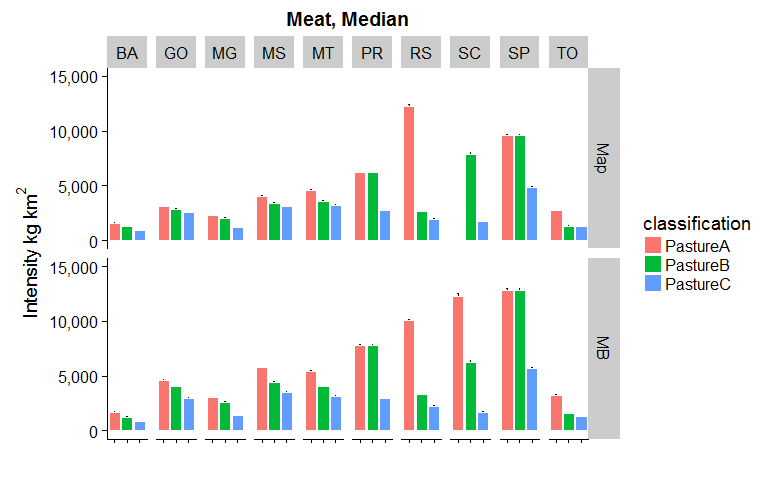 Meat, Median
BA GO MG MS MT PR RS SC SP TO
15,000
10,000
5,000
0
Map
15,000
10,000
5,000
0
MB
Intensity kg km²
classification
PastureA
PastureB
PastureC